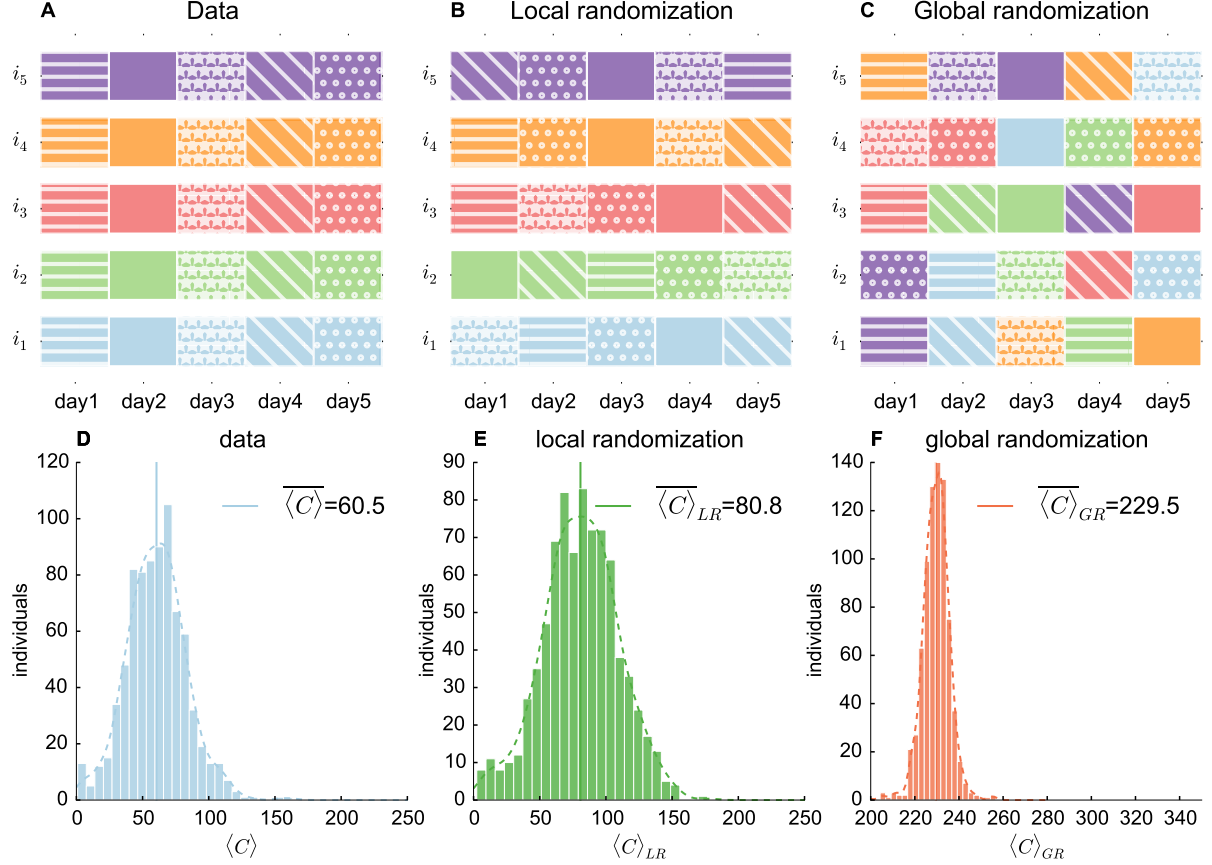 A Data
B Local randomization
C Global randomization
i5
i4
i3
i2
i1
day1 day2 day3 day4 day5
i5
i4
i3
i2
i1
day1 day2 day3 day4 day5
i5
i4
i3
i2
i1
day1 day2 day3 day4 day5
D data
⟨C⟩=60.5
individuals
120
100
80
60
40
20
0
0 50 100 150 200 250
⟨C⟩
E local randomization
⟨C⟩LR=80.8
individuals
90
80
70
60
50
40
30
20
10
0
0 50 100 150 200 250
⟨C⟩LR
F global randomization
⟨C⟩GR=229.5
individuals
140
120
100
80
60
40
20
0
200 220 240 260 280 300 320 340
⟨C⟩GR